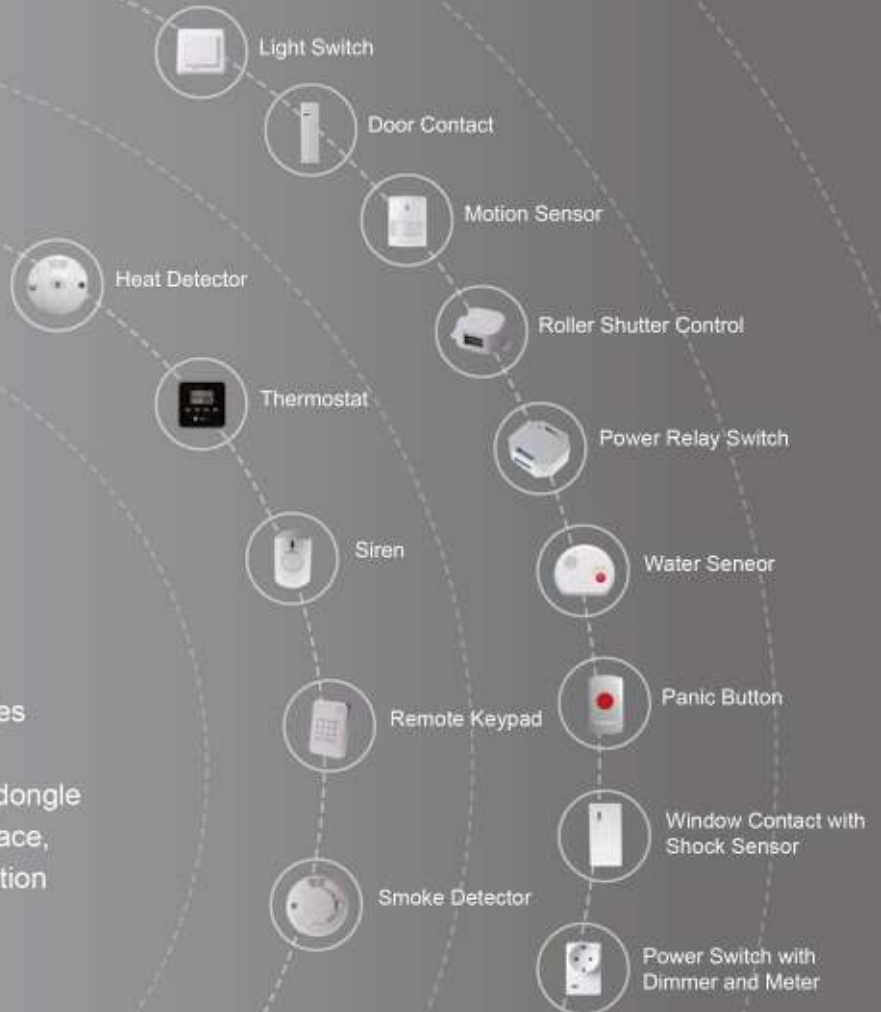 Light Switch
Door Contact
Motion Sensor
Heat Detector
Roller Shutter Control
Thermostat
Power Relay Switch
Siren
Water Seneor
Panic Button
es
Remote Keypad
dongle
ace,
tion
Window Contact with
Shock Sensor
Smoke Detector
Power Switch with
Dimmer and Meter